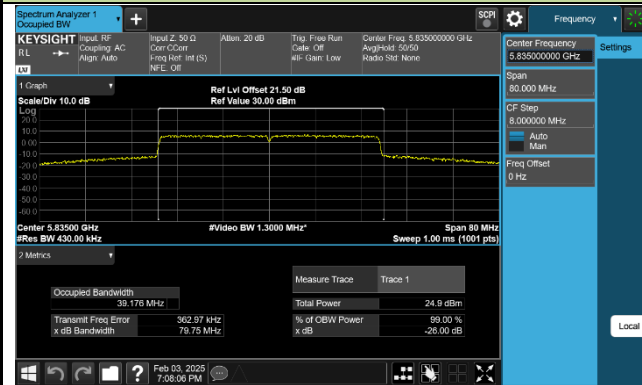 Spectrum Analyzer 1
Occupied BW
SCPI
Frequency
KEYSIGHT
RL
LXI
Input: RF
Coupling: AC
Align: Auto
Input Z: 50 Ω
Corr CCorr
Freq Ref: Int (S)
NFE: Off
Atten: 20 dB
Trig: Free Run
Gate: Off
#IF Gain: Low
Center Freq: 5.835000000 GHz
Avg|Hold: 50/50
Radio Std: None
Center Frequency
5.835000000 GHz
Settings
Span
80.000 MHz
CF Step
8.000000 MHz
Auto
Man
Freq Offset
0 Hz
Local
1 Graph
Scale/Div 10.0 dB
Ref Lvl Offset 21.50 dB
Ref Value 30.00 dBm
Log
20.0
10.0
0.00
-10.0
-20.0
-30.0
-40.0
-50.0
-60.0
Center 5.83500 GHz
#Video BW 1.3000 MHz*
Span 80 MHz
#Res BW 430.00 kHz
Sweep 1.00 ms (1001 pts)
2 Metrics
Measure Trace
Trace 1
Occupied Bandwidth
39.176 MHz
Total Power
24.9 dBm
Transmit Freq Error
362.97 kHz
% of OBW Power
99.00 %
x dB Bandwidth
79.75 MHz
x dB
-26.00 dB
?
Feb 03, 2025
7:08:06 PM